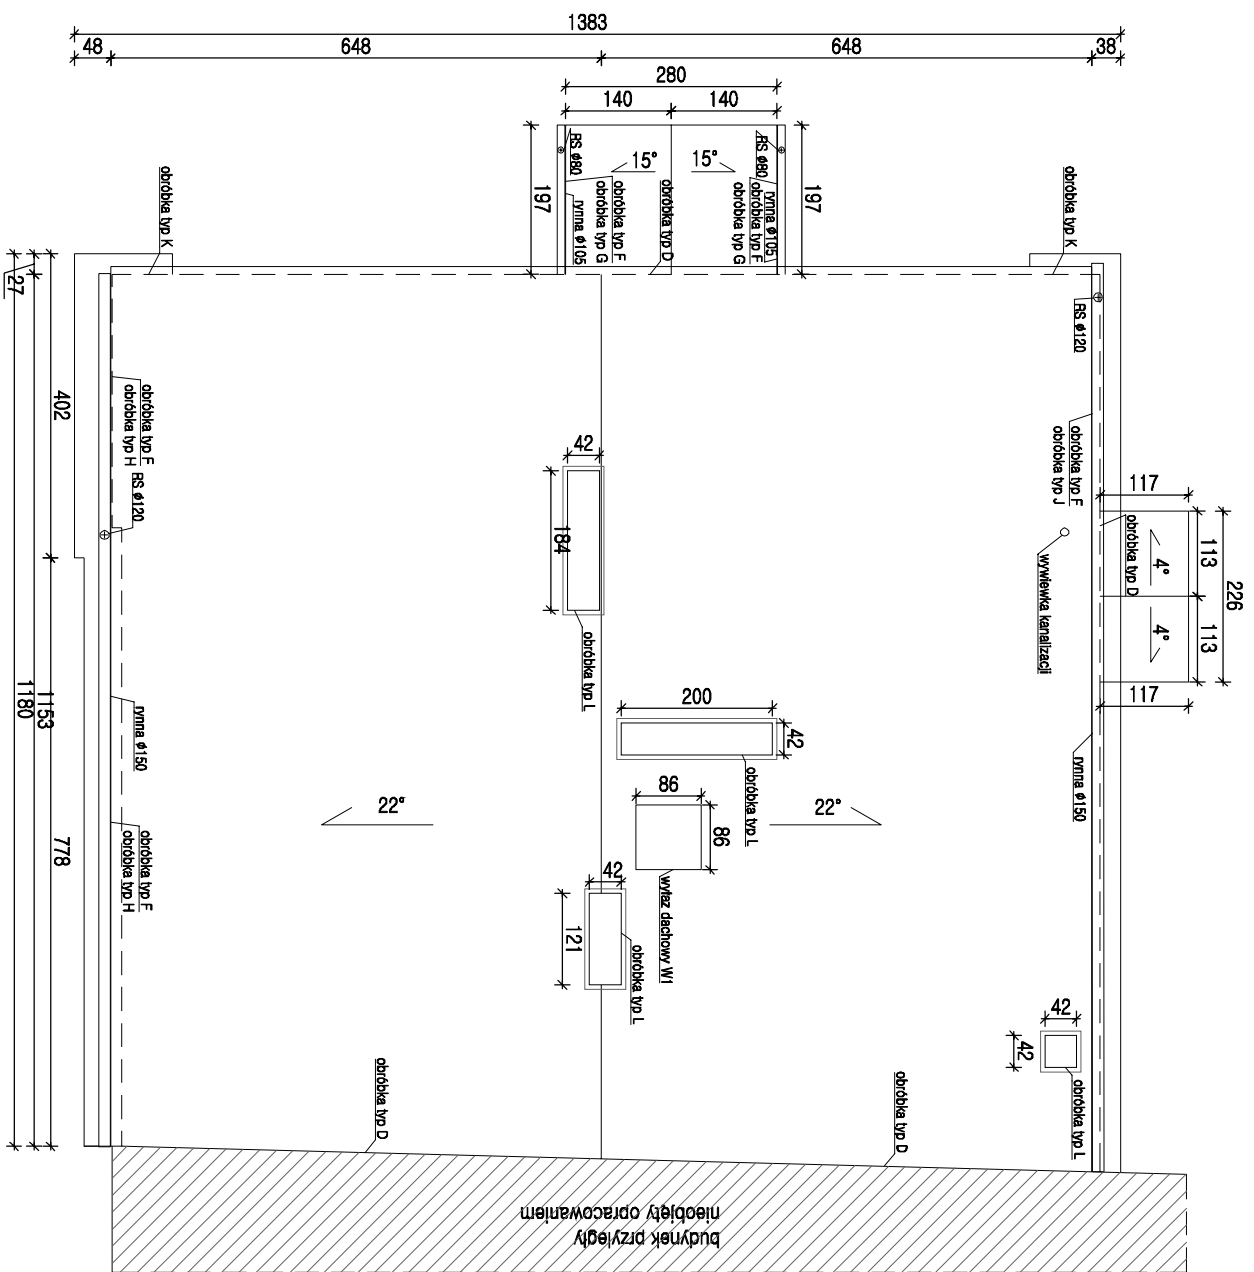 1383
48
648
648
38
280
140
140
RS ø80
15°
15°
RS ø80
rynna ø105
obróbka typ F
obróbka typ G
obróbka typ D
obróbka typ F
obróbka typ G
rynna ø105
197
197
obróbka typ K
obróbka typ K
27
RS ø120
402
obróbka typ F
obróbka typ H
RS ø120
42
184
obróbka typ L
obróbka typ F
obróbka typ J
wywiewka kanalizacji
117
obróbka typ D
113
4°
226
4°
113
117
200
42
obróbka typ L
rynna ø150
rynna ø150
1153
1180
778
22°
22°
86
86
wyłaz dachowy W1
obróbka typ F
obróbka typ H
42
121
obróbka typ L
42
42
obróbka typ L
obróbka typ D
obróbka typ D
budynek przyległy
nieobjęty opracowaniem